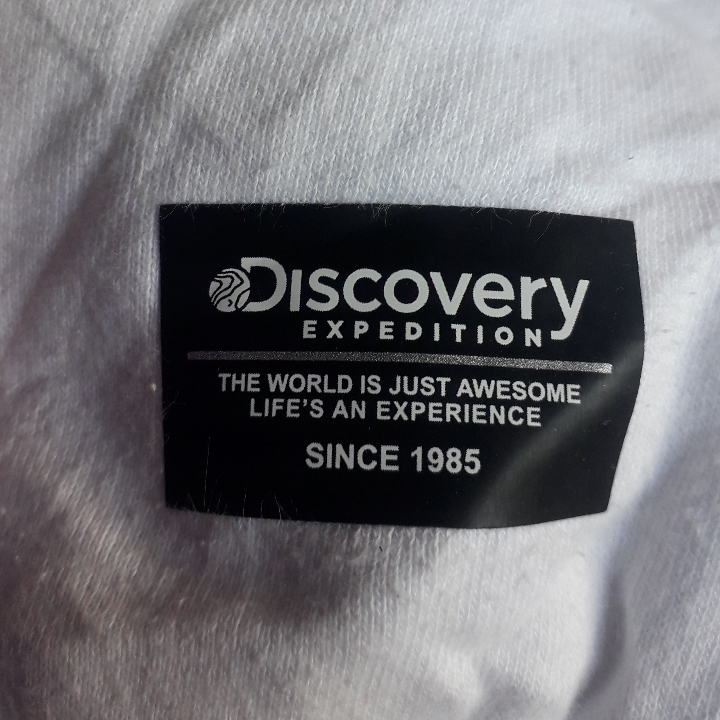 Discovery
EXPEDITION
THE WORLD IS JUST AWESOME
LIFE'S AN EXPERIENCE
SINCE 1985